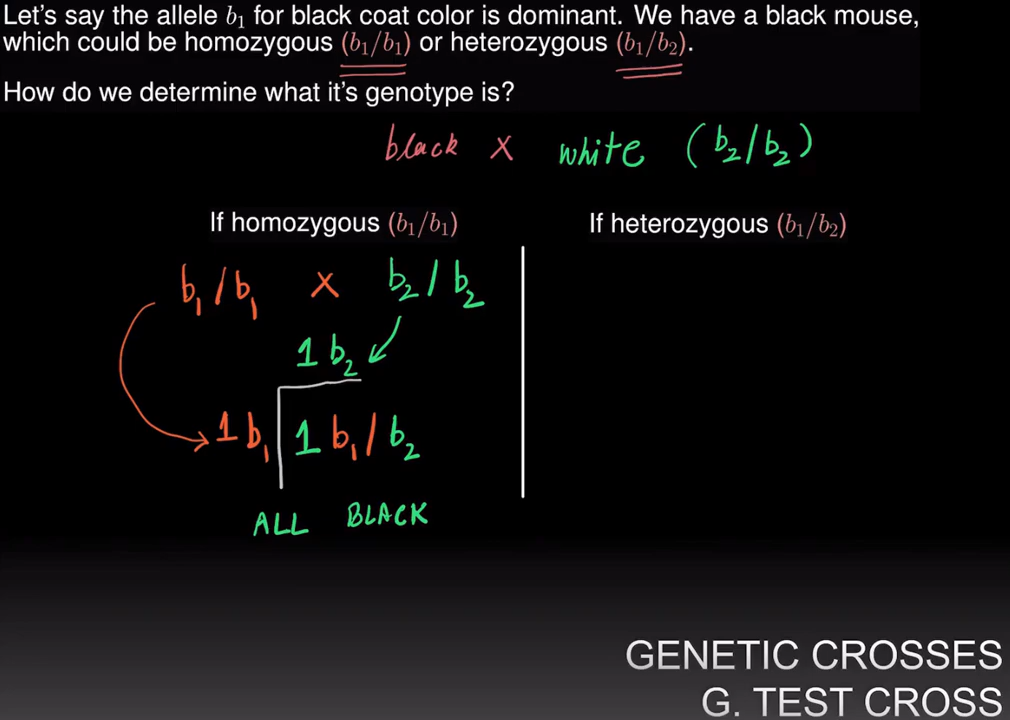 Let's say the allele b₁ for black coat color is dominant. We have a black mouse,
which could be homozygous (b₁/b₁) or heterozygous (b₁/b₂).
How do we determine what it's genotype is?
black X white (b₂/b₂)
If homozygous (b₁/b₁)
b₁/b₁ X b₂/b₂
1 b₂
1 b₁ 1 b₁/b₂
ALL BLACK
If heterozygous (b₁/b₂)
GENETIC CROSSES
G. TEST CROSS